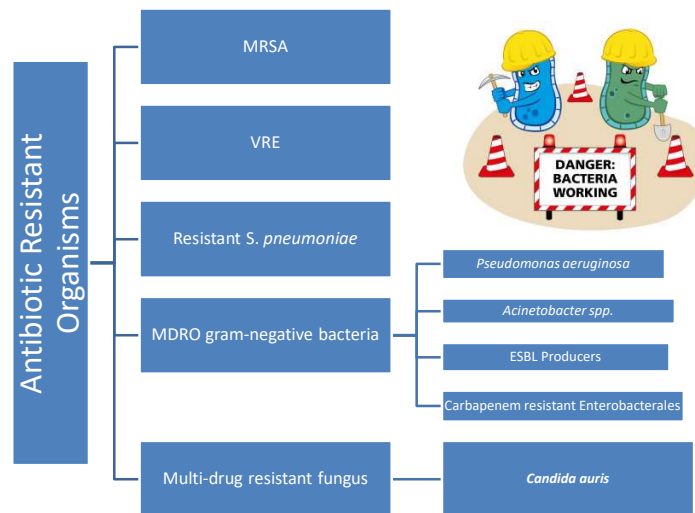 Antibiotic Resistant
Organisms
MRSA
VRE
Resistant S. pneumoniae
MDRO gram-negative bacteria
Pseudomonas aeruginosa
Acinetobacter spp.
ESBL Producers
Carbapenem resistant Enterobacterales
Multi-drug resistant fungus
Candida auris
DANGER:
BACTERIA
WORKING